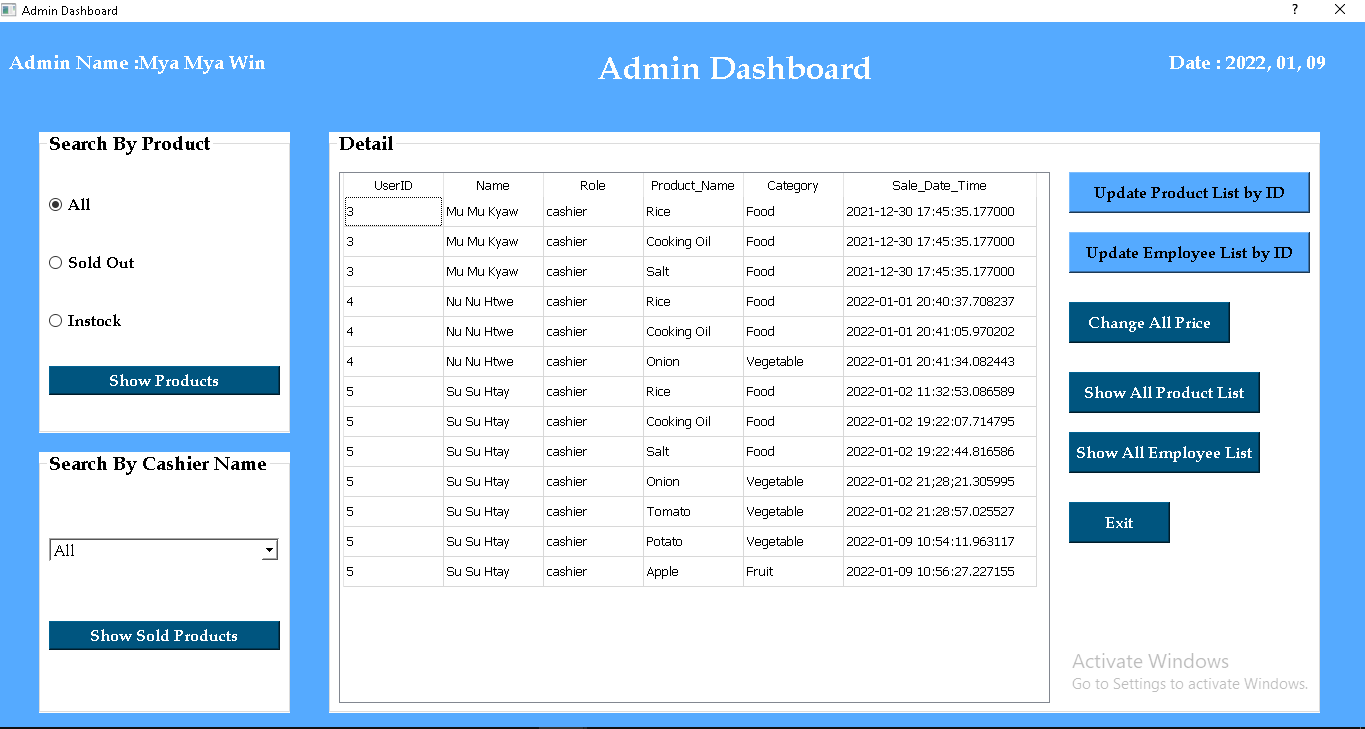 Admin Dashboard
?
Admin Name :Mya Mya Win
Admin Dashboard
Date : 2022, 01, 09
Search By Product
All
Sold Out
Instock
Show Products
Search By Cashier Name
All
Show Sold Products
Detail
UserID Name Role Product_Name Category Sale_Date_Time
3 Mu Mu Kyaw cashier Rice Food 2021-12-30 17:45:35.177000
3 Mu Mu Kyaw cashier Cooking Oil Food 2021-12-30 17:45:35.177000
3 Mu Mu Kyaw cashier Salt Food 2021-12-30 17:45:35.177000
4 Nu Nu Htwe cashier Rice Food 2022-01-01 20:40:37.708237
4 Nu Nu Htwe cashier Cooking Oil Food 2022-01-01 20:41:05.970202
4 Nu Nu Htwe cashier Onion Vegetable 2022-01-01 20:41:34.082443
5 Su Su Htay cashier Rice Food 2022-01-02 11:32:53.086589
5 Su Su Htay cashier Cooking Oil Food 2022-01-02 19:22:07.714795
5 Su Su Htay cashier Salt Food 2022-01-02 19:22:44.816586
5 Su Su Htay cashier Onion Vegetable 2022-01-02 21;28;21.305995
5 Su Su Htay cashier Tomato Vegetable 2022-01-02 21:28:57.025527
5 Su Su Htay cashier Potato Vegetable 2022-01-09 10:54:11.963117
5 Su Su Htay cashier Apple Fruit 2022-01-09 10:56:27.227155
Update Product List by ID
Update Employee List by ID
Change All Price
Show All Product List
Show All Employee List
Exit
Activate Windows
Go to Settings to activate Windows.